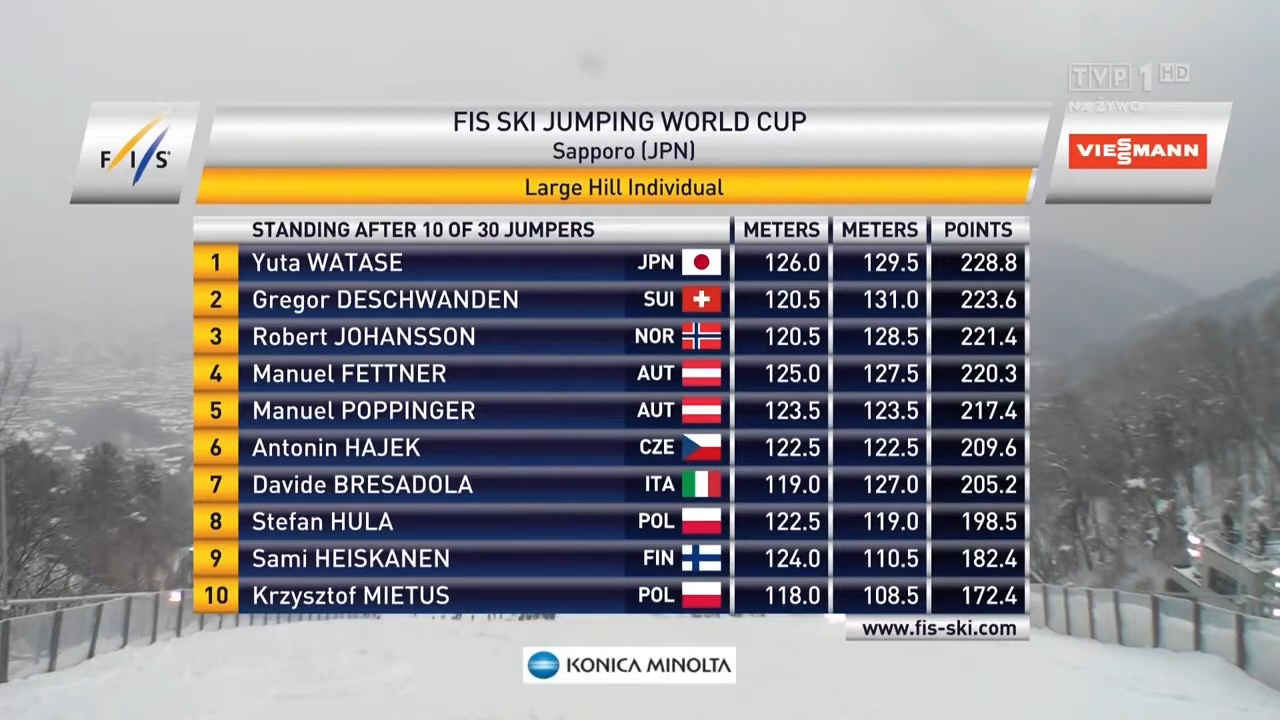 TVP 1 HD
NA ŻYWO
FIS
FIS SKI JUMPING WORLD CUP
Sapporo (JPN)
VIESSMANN
Large Hill Individual
STANDING AFTER 10 OF 30 JUMPERS METERS METERS POINTS
1 Yuta WATASE JPN 126.0 129.5 228.8
2 Gregor DESCHWANDEN SUI 120.5 131.0 223.6
3 Robert JOHANSSON NOR 120.5 128.5 221.4
4 Manuel FETTNER AUT 125.0 127.5 220.3
5 Manuel POPPINGER AUT 123.5 123.5 217.4
6 Antonin HAJEK CZE 122.5 122.5 209.6
7 Davide BRESADOLA ITA 119.0 127.0 205.2
8 Stefan HULA POL 122.5 119.0 198.5
9 Sami HEISKANEN FIN 124.0 110.5 182.4
10 Krzysztof MIETUS POL 118.0 108.5 172.4
www.fis-ski.com
KONICA MINOLTA